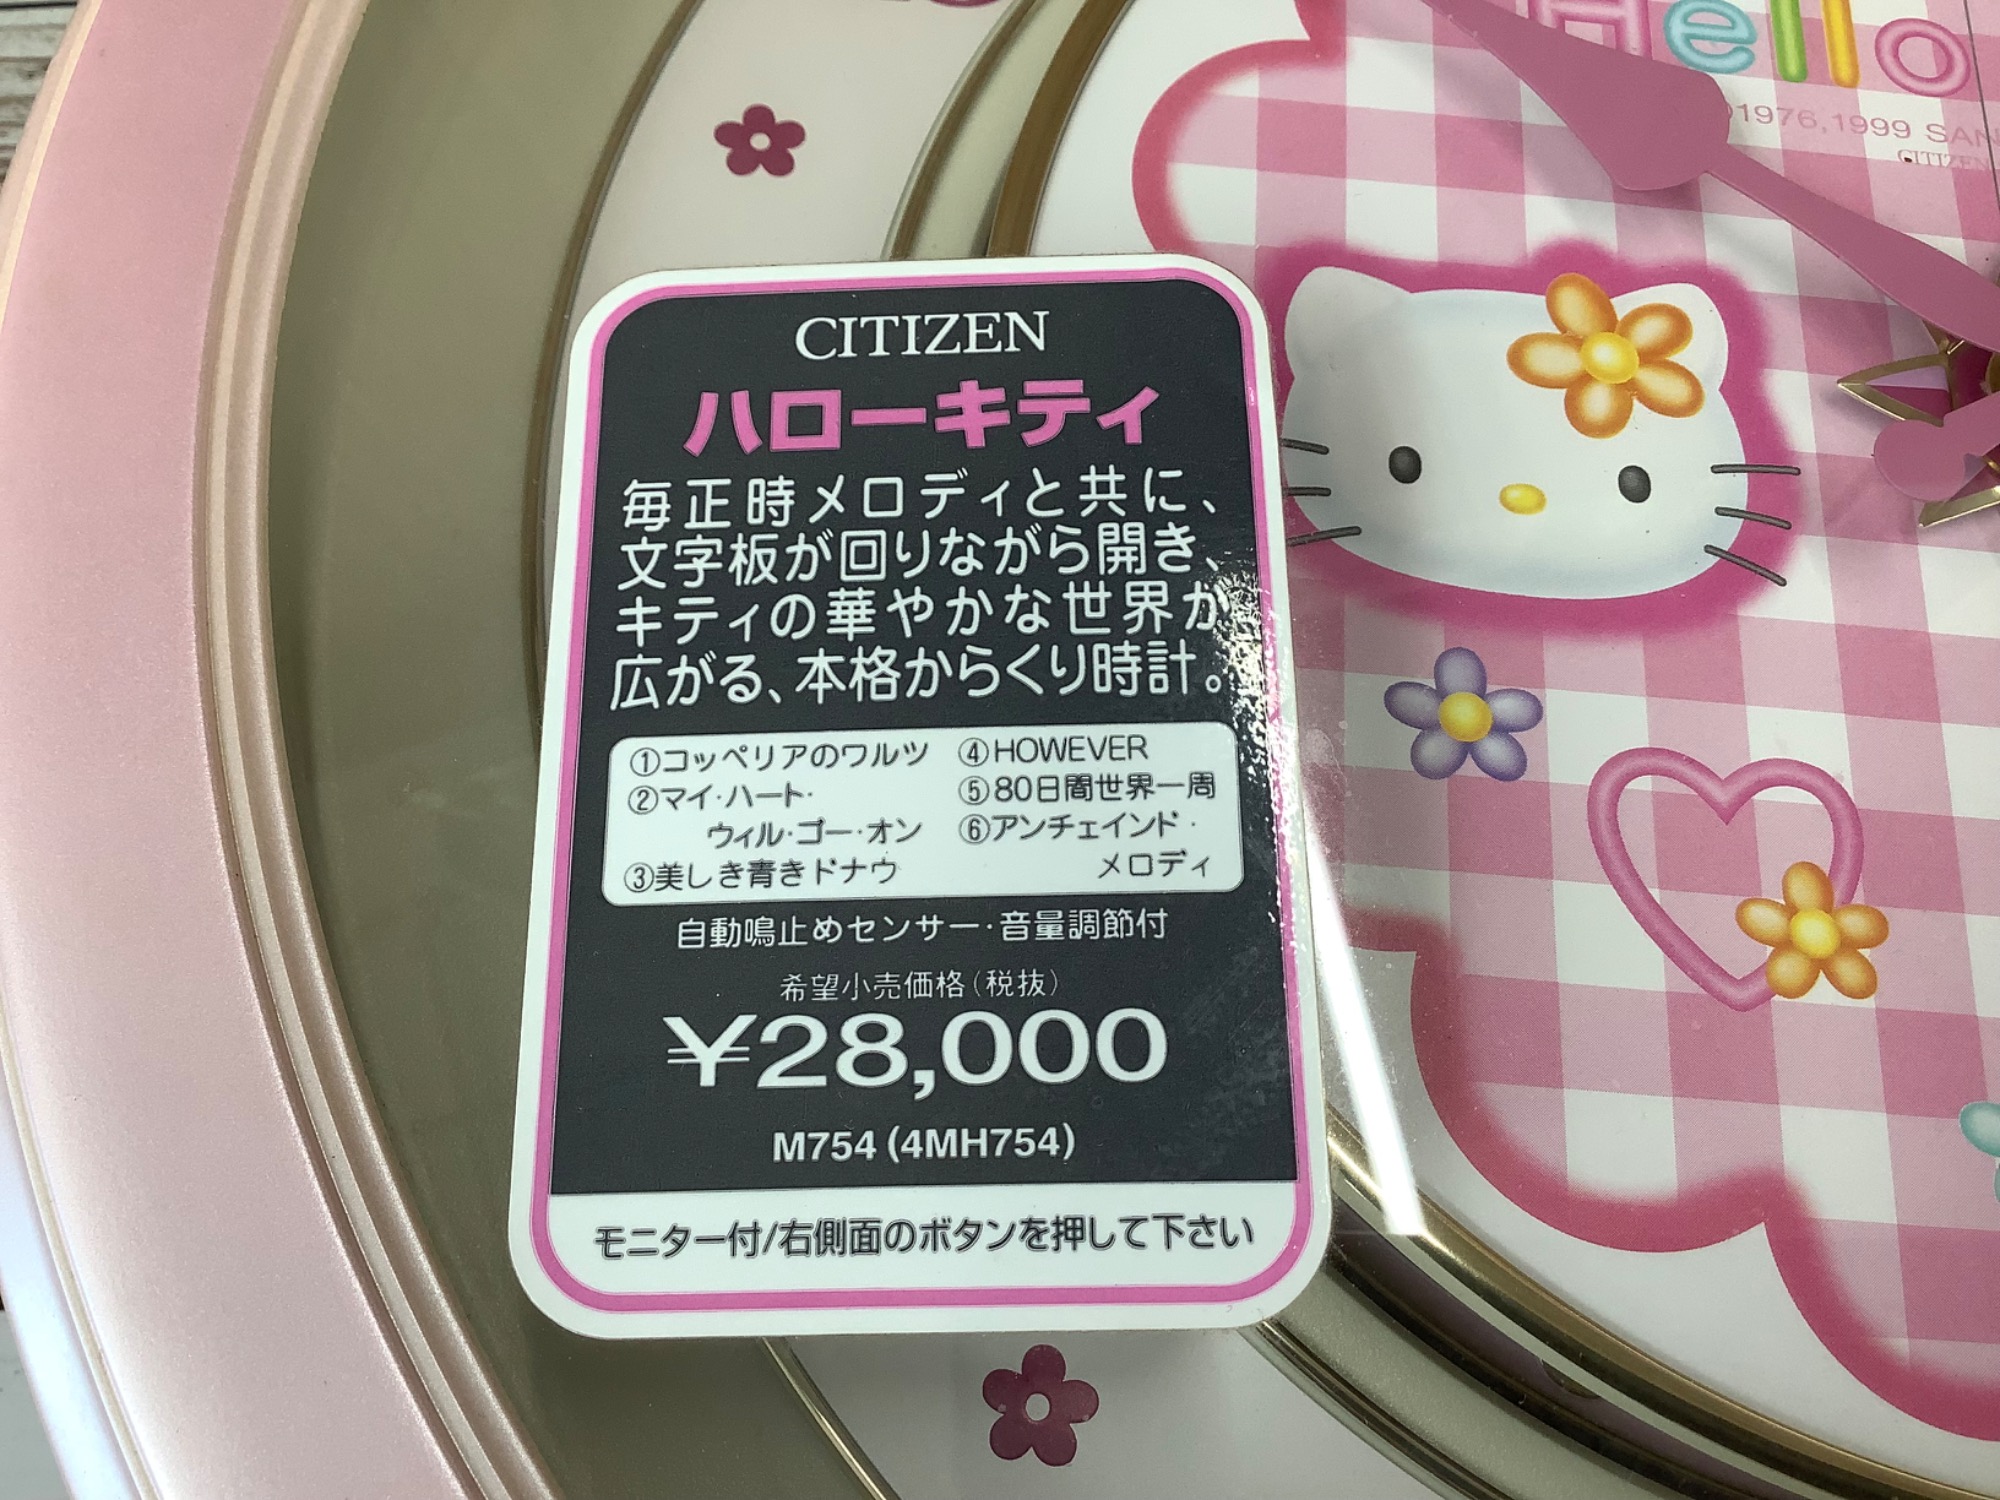 Hello
1976,1999 SAN
CITIZEN
CITIZEN
ハローキティ
毎正時メロディと共に、
文字板が回りながら開き、
キティの華やかな世界が
広がる、本格からくり時計。
①コッペリアのワルツ
②マイ・ハート・
ウィル・ゴー・オン
③美しき青きドナウ
④HOWEVER
⑤80日間世界一周
⑥アンチェインド・
メロディ
自動鳴止めセンサー・音量調節付
希望小売価格(税抜)
¥28,000
M754 (4MH754)
モニター付/右側面のボタンを押して下さい